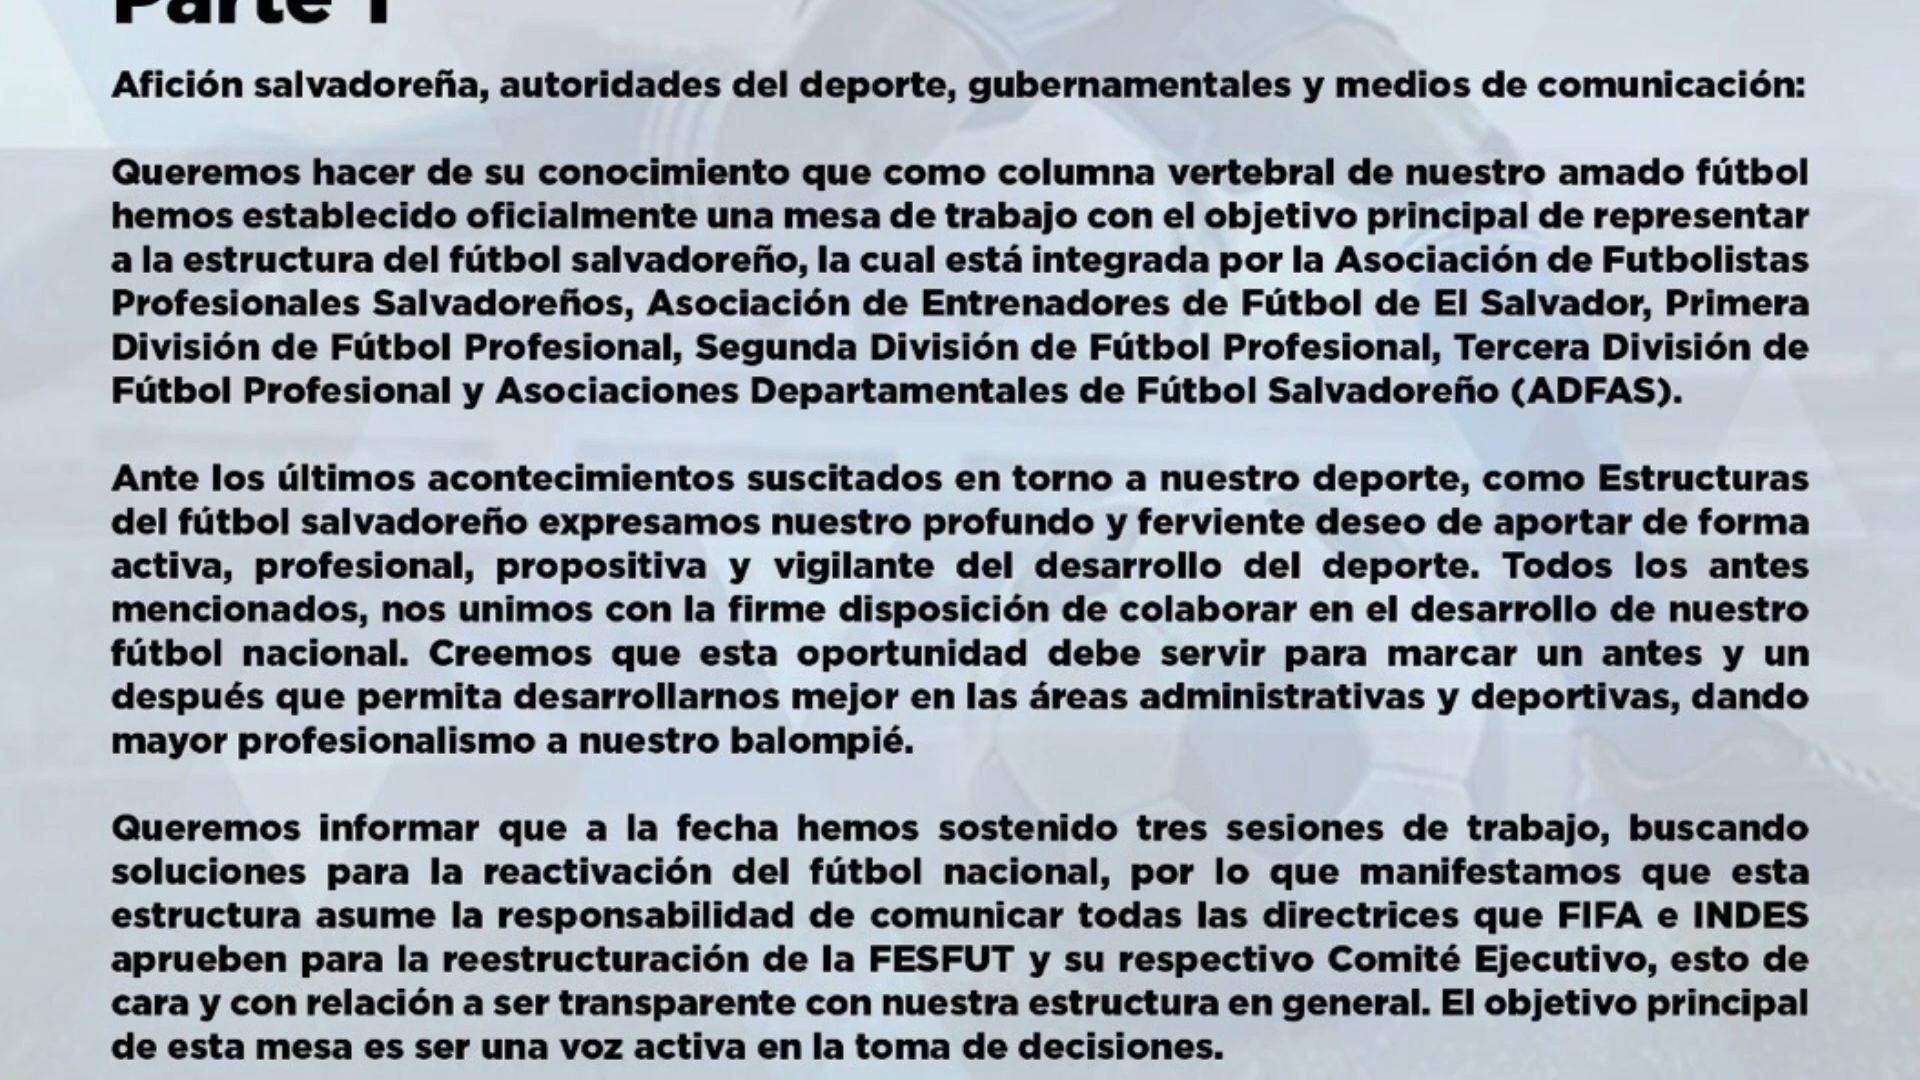 Parte 1
Afición salvadoreña, autoridades del deporte, gubernamentales y medios de comunicación:
Queremos hacer de su conocimiento que como columna vertebral de nuestro amado fútbol
hemos establecido oficialmente una mesa de trabajo con el objetivo principal de representar
a la estructura del fútbol salvadoreño, la cual está integrada por la Asociación de Futbolistas
Profesionales Salvadoreños, Asociación de Entrenadores de Fútbol de El Salvador, Primera
División de Fútbol Profesional, Segunda División de Fútbol Profesional, Tercera División de
Fútbol Profesional y Asociaciones Departamentales de Fútbol Salvadoreño (ADFAS).
Ante los últimos acontecimientos suscitados en torno a nuestro deporte, como Estructuras
del fútbol salvadoreño expresamos nuestro profundo y ferviente deseo de aportar de forma
activa, profesional, propositiva y vigilante del desarrollo del deporte. Todos los antes
mencionados, nos unimos con la firme disposición de colaborar en el desarrollo de nuestro
fútbol nacional. Creemos que esta oportunidad debe servir para marcar un antes y un
después que permita desarrollarnos mejor en las áreas administrativas y deportivas, dando
mayor profesionalismo a nuestro balompié.
Queremos informar que a la fecha hemos sostenido tres sesiones de trabajo, buscando
soluciones para la reactivación del fútbol nacional, por lo que manifestamos que esta
estructura asume la responsabilidad de comunicar todas las directrices que FIFA e INDES
aprueben para la reestructuración de la FESFUT y su respectivo Comité Ejecutivo, esto de
cara y con relación a ser transparente con nuestra estructura en general. El objetivo principal
de esta mesa es ser una voz activa en la toma de decisiones.